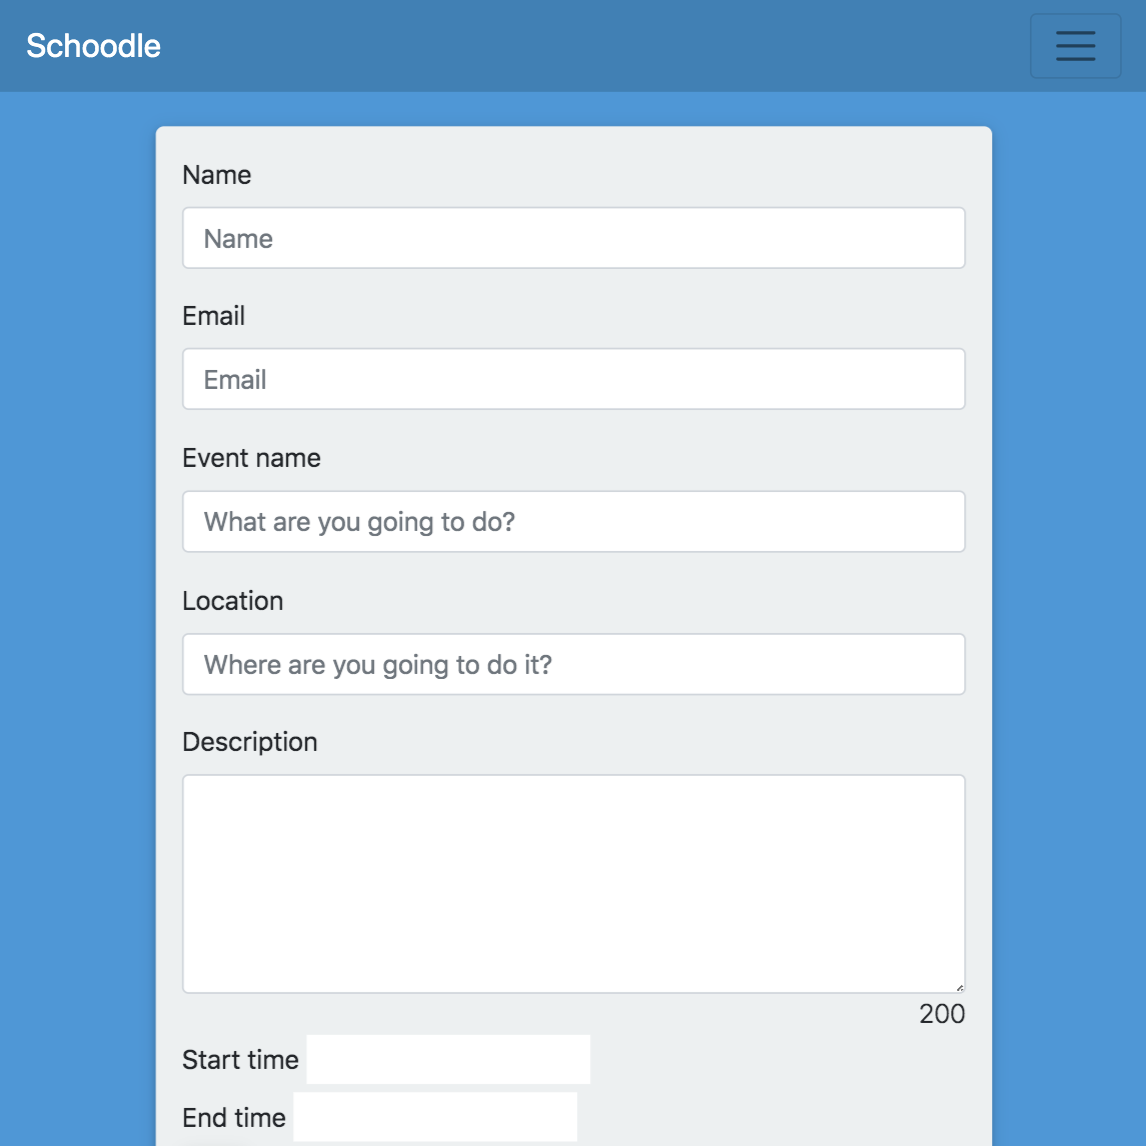 Schoodle
Name
Name
Email
Email
Event name
What are you going to do?
Location
Where are you going to do it?
Description
200
Start time
End time